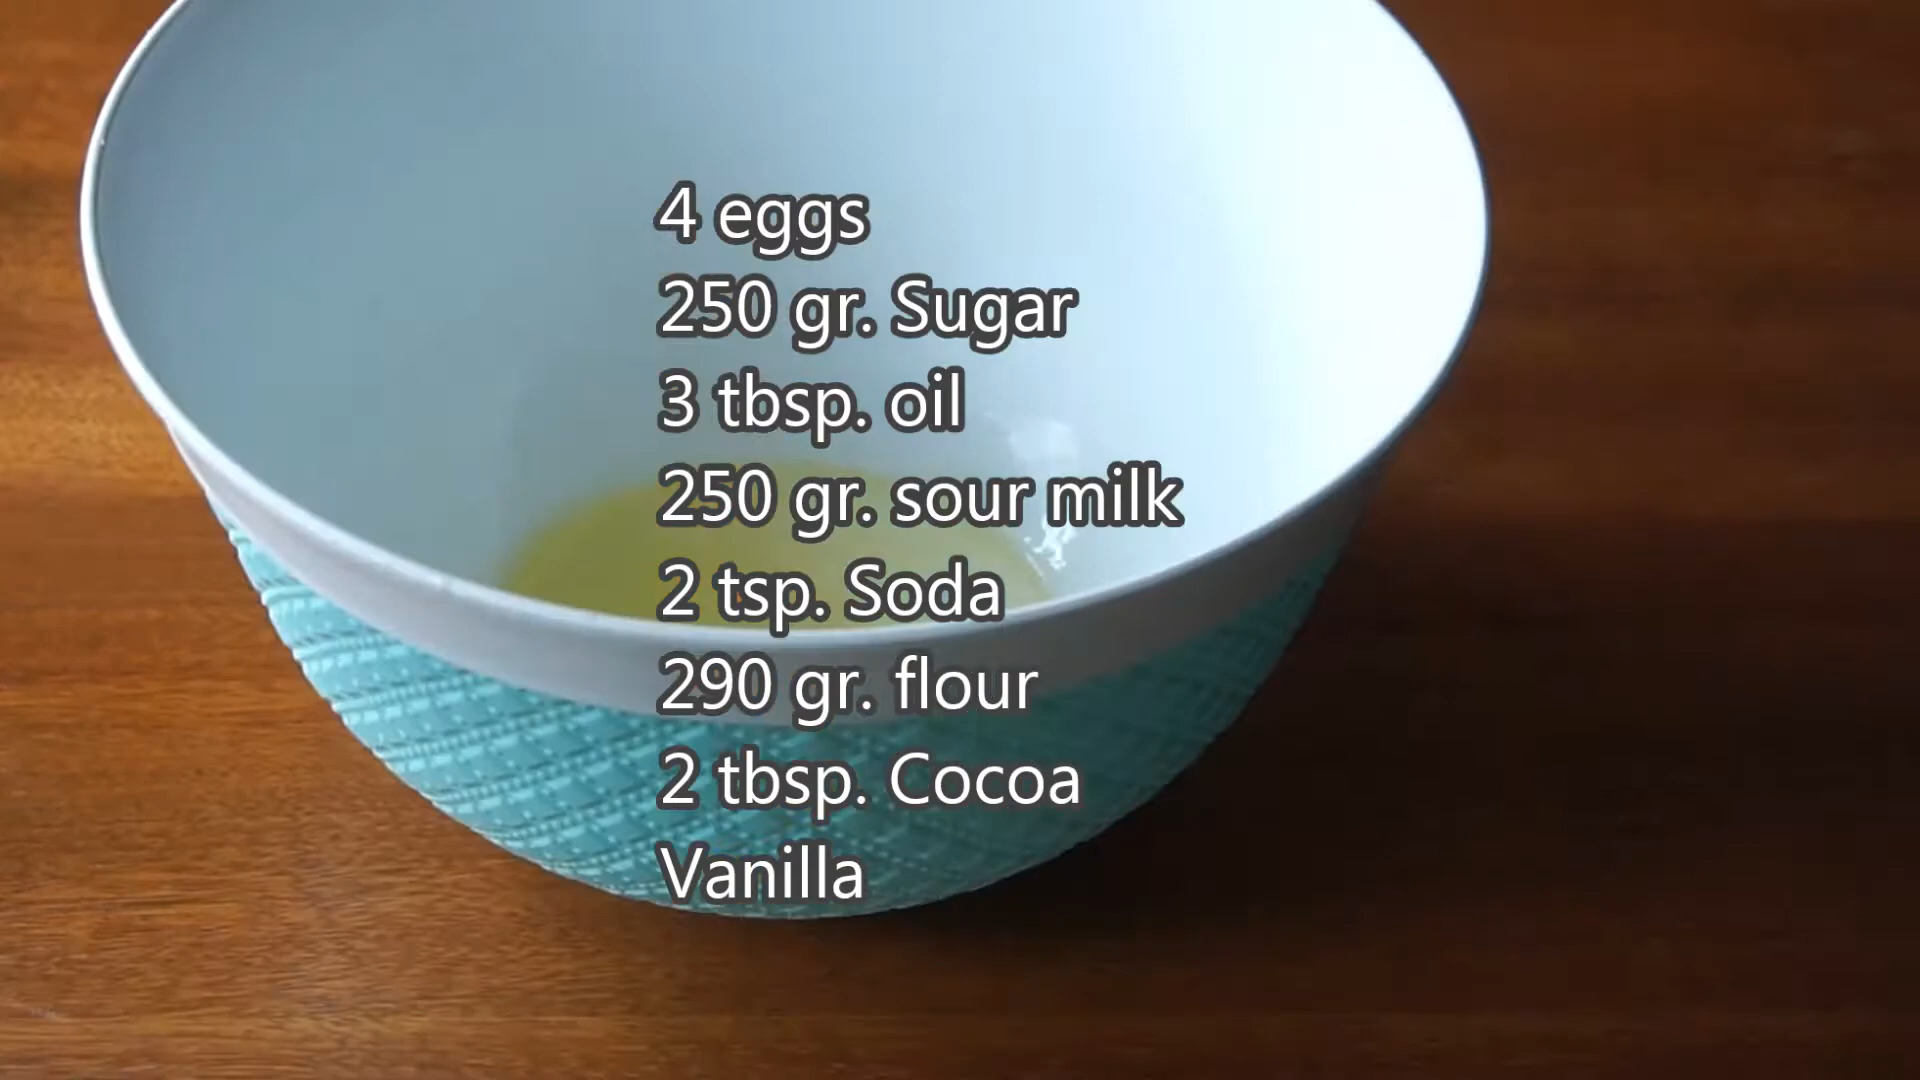 4 eggs
250 gr. Sugar
3 tbsp. oil
250 gr. sour milk
2 tsp. Soda
290 gr. flour
2 tbsp. Cocoa
Vanilla